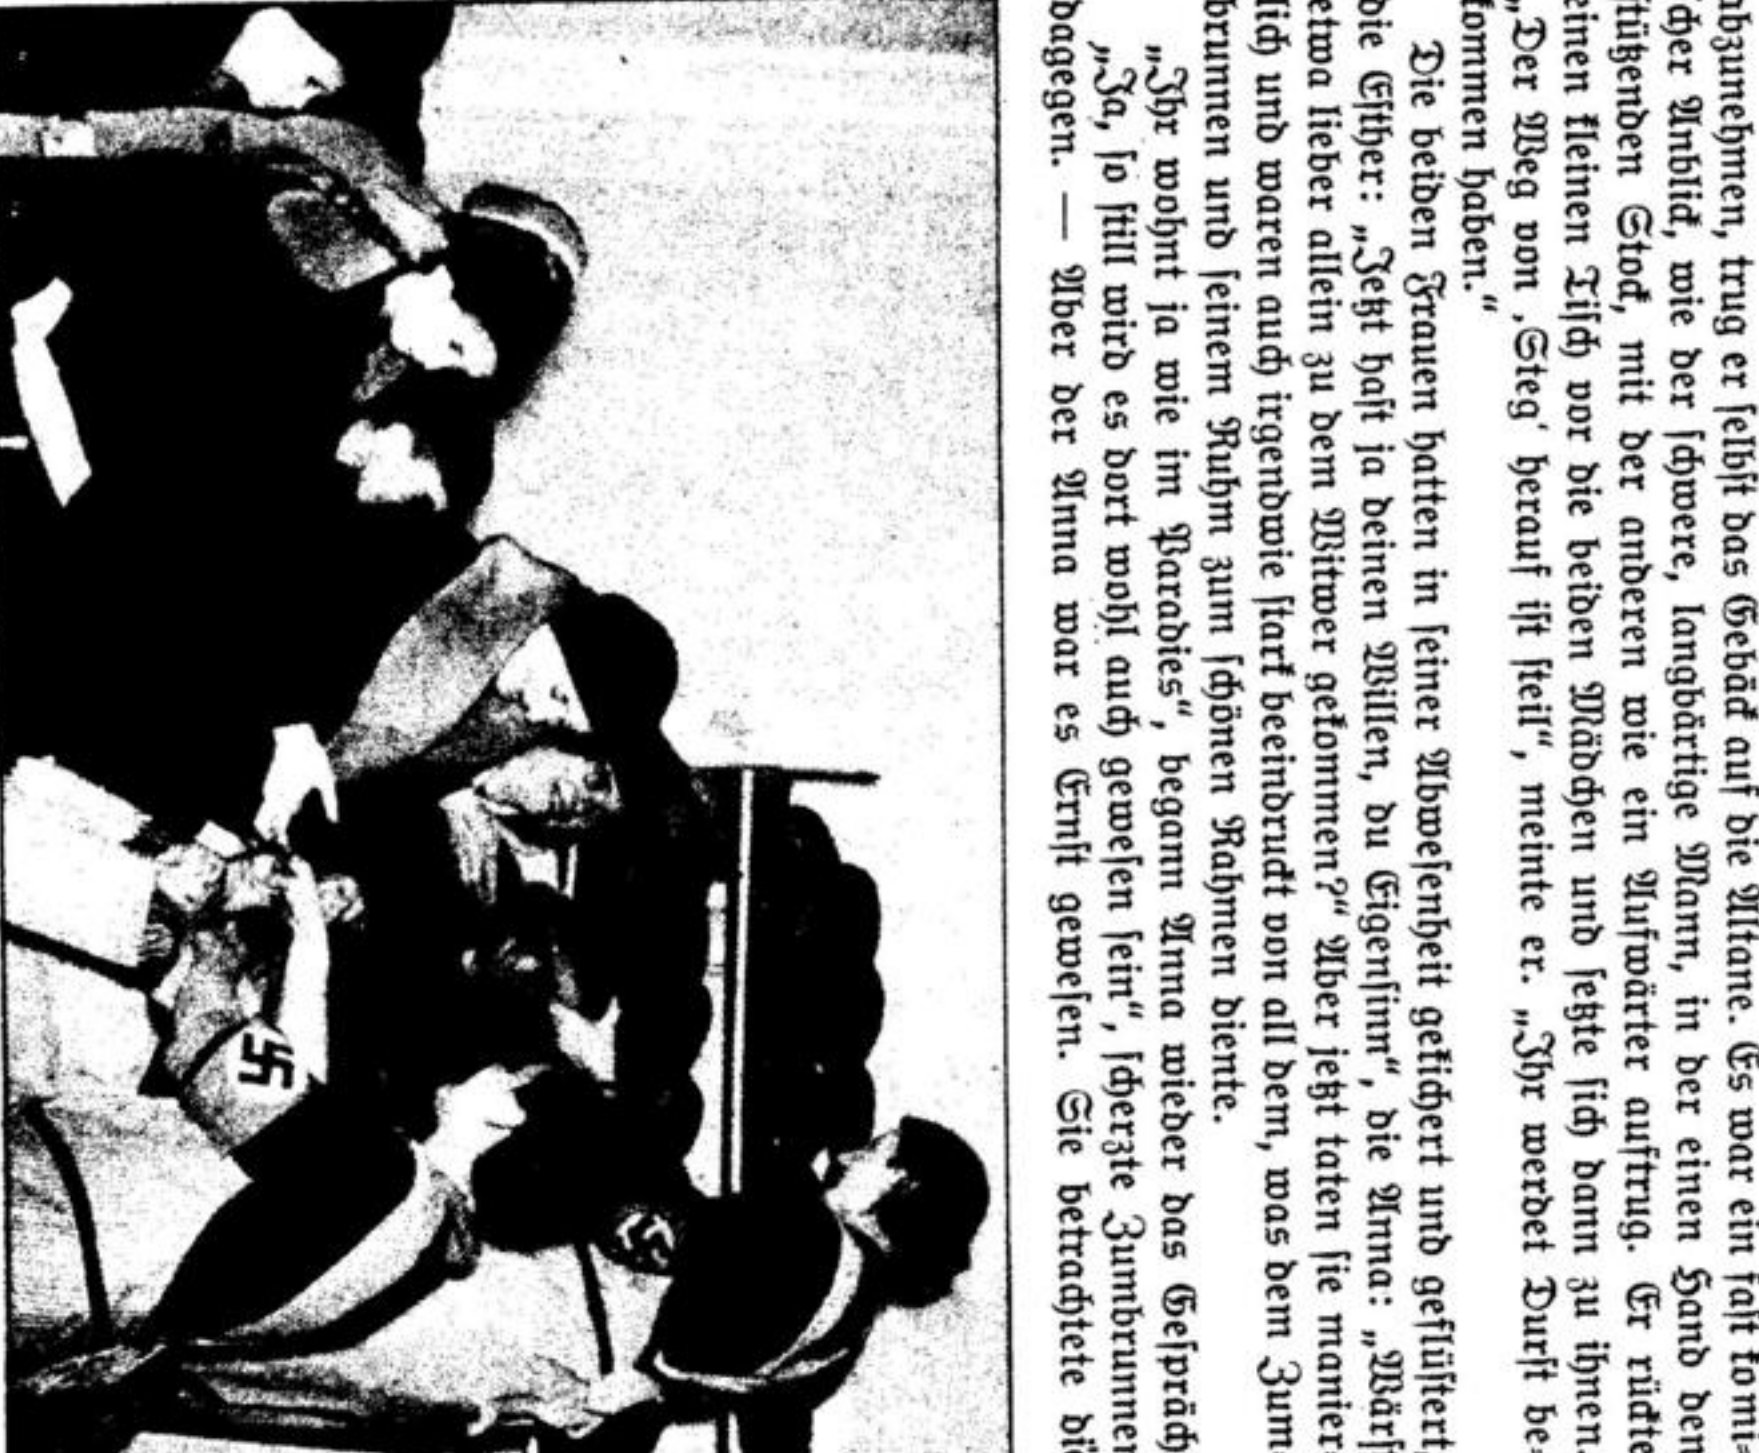 abzunehmen, trug er selbst das Gebäck auf die Altane. Es war ein fast komi-
scher Anblick, wie der schwere, langbärtige Mann, in der einen Hand den
stützenden Stock, mit der anderen wie ein Aufwärter auftrug. Er rückte
einen kleinen Tisch vor die beiden Mädchen und setzte sich dann zu ihnen
„Der Weg von ‚Steg‘ herauf ist steil“, meinte er. „Ihr werdet Durst be-
kommen haben.“
Die beiden Frauen hatten in seiner Abwesenheit gekichert und geflüstert,
die Esther: „Jetzt hast ja deinen Willen, du Eigensinn“, die Anna: „Wärst
etwa lieber allein zu dem Witwer gekommen?“ Aber jetzt taten sie manier-
lich und waren auch irgendwie stark beeindruckt von all dem, was dem Zum-
brunnen und seinem Ruhm zum schönen Rahmen diente.
„Ihr wohnt ja wie im Paradies“, begann Anna wieder das Gespräch
„Ja, so still wird es dort wohl auch gewesen sein“, scherzte Zumbrunnen
dagegen. — Aber der Anna war es Ernst gewesen. Sie betrachtete die